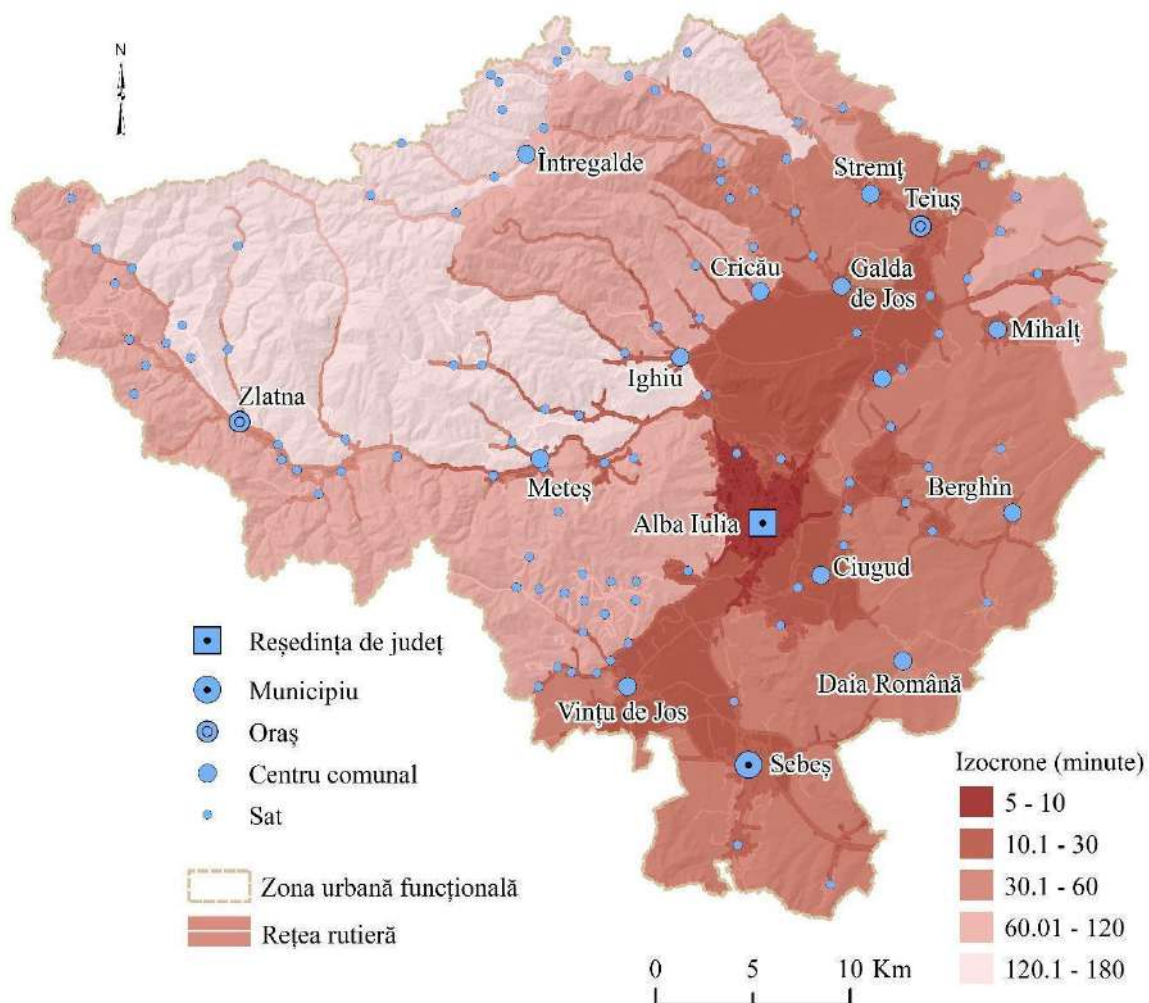 N
Întregalde
Stremț
Teiuș
Cricău
Galda
de Jos
Mihalț
Ighiu
Zlatna
Meteș
Berghin
Alba Iulia
Ciugud
Daia Română
Vințu de Jos
Sebeș
Reședința de județ
Municipiu
Oraș
Centru comunal
Sat
Zona urbană funcțională
Rețea rutieră
Izocrone (minute)
5 - 10
10.1 - 30
30.1 - 60
60.01 - 120
120.1 - 180
0 5 10 Km